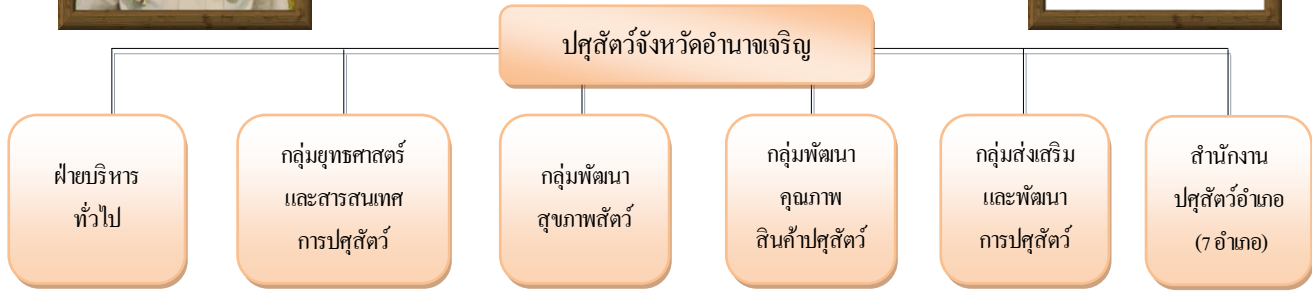 ปศุสัตว์จังหวัดอำนาจเจริญ
ฝ่ายบริหาร
ทั่วไป
กลุ่มยุทธศาสตร์
และสารสนเทศ
การปศุสัตว์
กลุ่มพัฒนา
สุขภาพสัตว์
กลุ่มพัฒนา
คุณภาพ
สินค้าปศุสัตว์
กลุ่มส่งเสริม
และพัฒนา
การปศุสัตว์
สำนักงาน
ปศุสัตว์อำเภอ
(7 อำเภอ)